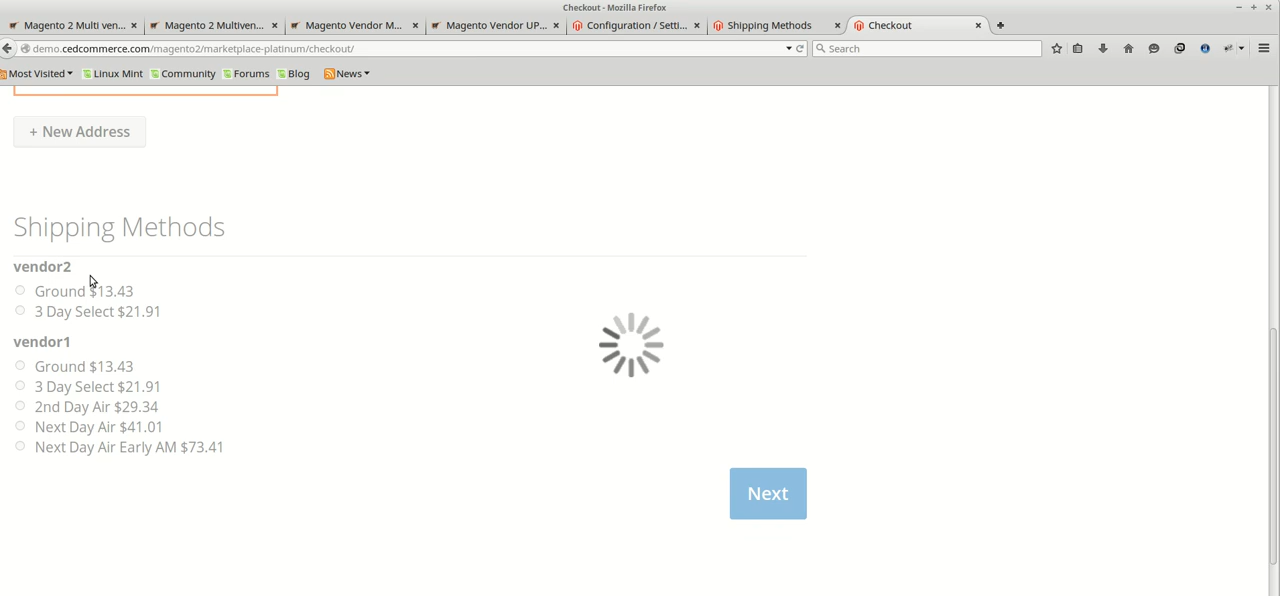 Checkout - Mozilla Firefox
Magento 2 Multi ven... Magento 2 Multiven... Magento Vendor M... Magento Vendor UP... Configuration / Setti... Shipping Methods Checkout
demo.cedcommerce.com/magento2/marketplace-platinum/checkout/ Search
Most Visited Linux Mint Community Forums Blog News
+ New Address
Shipping Methods
vendor2
Ground $13.43
3 Day Select $21.91
vendor1
Ground $13.43
3 Day Select $21.91
2nd Day Air $29.34
Next Day Air $41.01
Next Day Air Early AM $73.41
Next